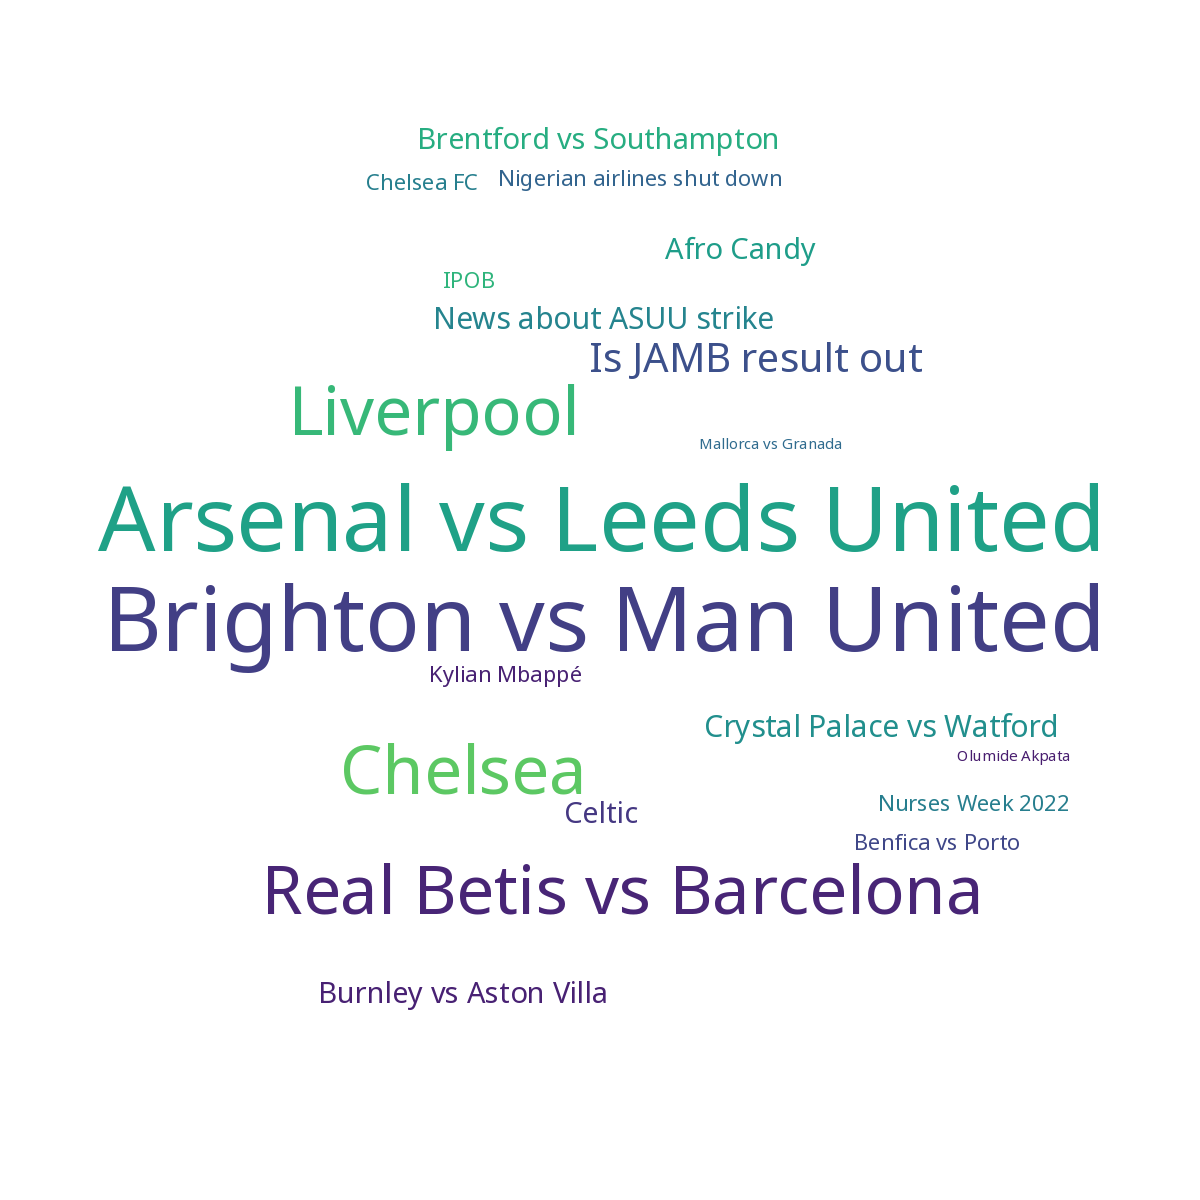 Brentford vs Southampton
Chelsea FC
Nigerian airlines shut down
Afro Candy
IPOB
News about ASUU strike
Is JAMB result out
Liverpool
Mallorca vs Granada
Arsenal vs Leeds United
Brighton vs Man United
Kylian Mbappé
Crystal Palace vs Watford
Olumide Akpata
Chelsea
Celtic
Nurses Week 2022
Benfica vs Porto
Real Betis vs Barcelona
Burnley vs Aston Villa